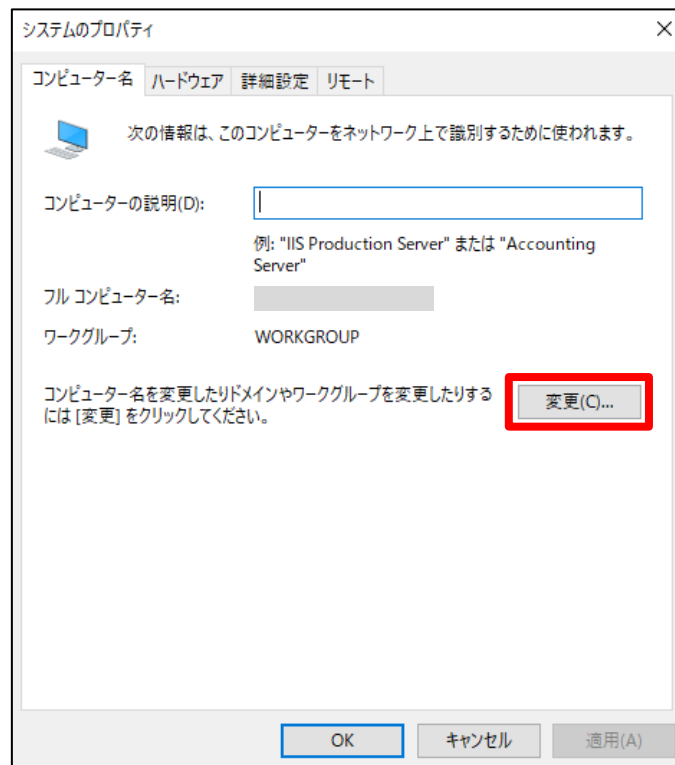 システムのプロパティ
コンピューター名 ハードウェア 詳細設定 リモート
次の情報は、このコンピューターをネットワーク上で識別するために使われます。
コンピューターの説明(D):
例: "IIS Production Server" または "Accounting
Server"
フル コンピューター名:
ワークグループ: WORKGROUP
コンピューター名を変更したりドメインやワークグループを変更したりする
には [変更] をクリックしてください。
変更(C)...
OK キャンセル 適用(A)